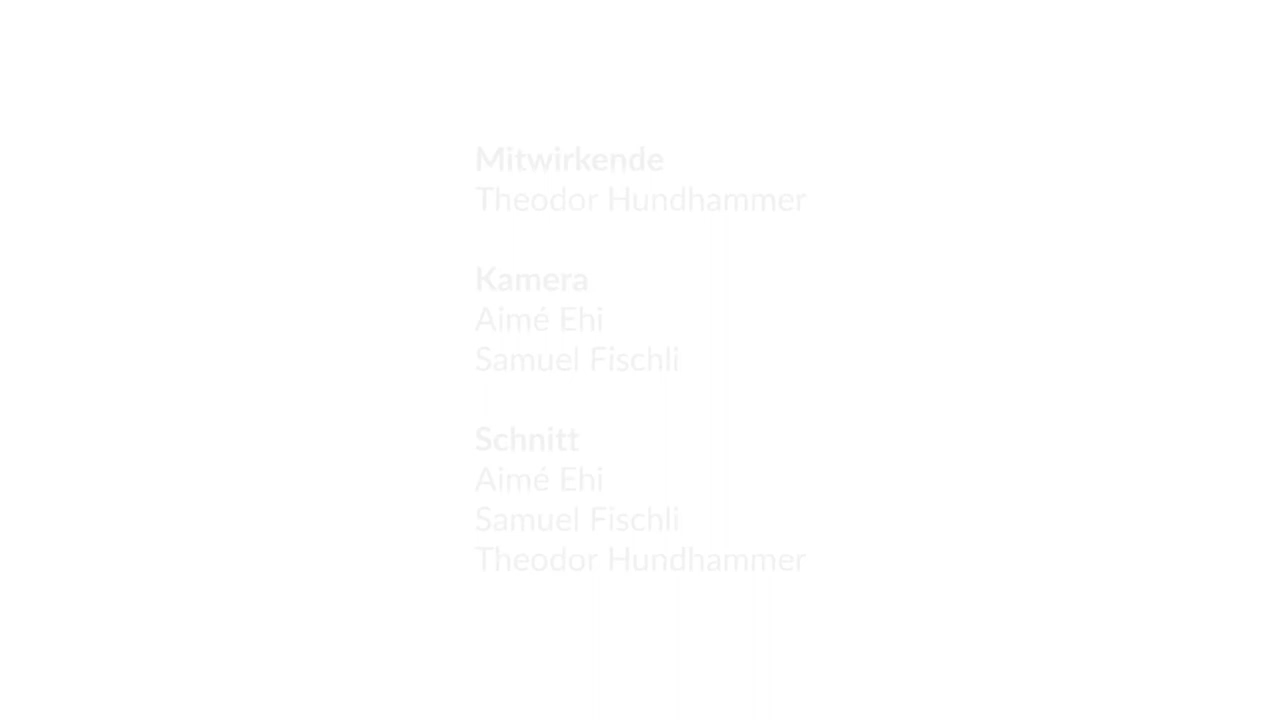 Mitwirkende
Theodor Hundhammer
Kamera
Aimé Ehi
Samuel Fischli
Schnitt
Aimé Ehi
Samuel Fischli
Theodor Hundhammer